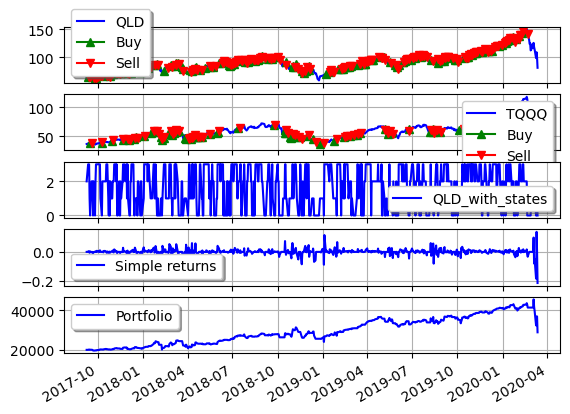 150
100
QLD
Buy
Sell
100
50
TQQQ
Buy
Sell
2
0
QLD_with_states
0.0
−0.2
Simple returns
40000
20000
Portfolio
2017-10 2018-01 2018-04 2018-07 2018-10 2019-01 2019-04 2019-07 2019-10 2020-01 2020-04